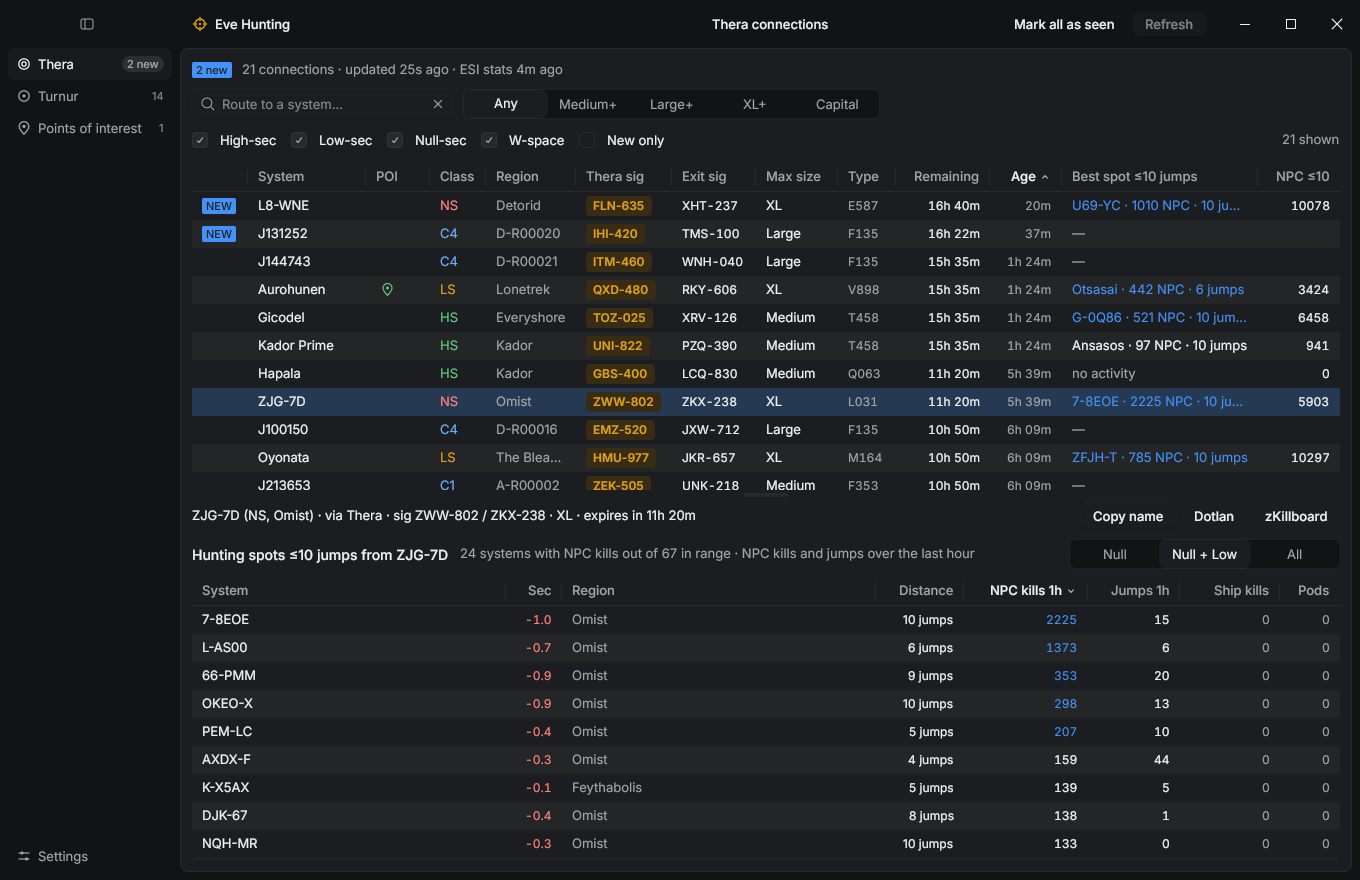 Eve Hunting Thera connections Mark all as seen Refresh
Thera 2 new
Turnur 14
Points of interest 1
Settings
2 new 21 connections · updated 25s ago · ESI stats 4m ago
Route to a system... Any Medium+ Large+ XL+ Capital
High-sec Low-sec Null-sec W-space New only 21 shown
System POI Class Region Thera sig Exit sig Max size Type Remaining Age Best spot ≤10 jumps NPC ≤10
NEW L8-WNE NS Detorid FLN-635 XHT-237 XL E587 16h 40m 20m U69-YC · 1010 NPC · 10 ju... 10078
NEW J131252 C4 D-R00020 IHI-420 TMS-100 Large F135 16h 22m 37m —
J144743 C4 D-R00021 ITM-460 WNH-040 Large F135 15h 35m 1h 24m —
Aurohunen LS Lonetrek QXD-480 RKY-606 XL V898 15h 35m 1h 24m Otsasai · 442 NPC · 6 jumps 3424
Gicodel HS Everyshore TOZ-025 XRV-126 Medium T458 15h 35m 1h 24m G-0Q86 · 521 NPC · 10 jum... 6458
Kador Prime HS Kador UNI-822 PZQ-390 Medium T458 15h 35m 1h 24m Ansasos · 97 NPC · 10 jumps 941
Hapala HS Kador GBS-400 LCQ-830 Medium Q063 11h 20m 5h 39m no activity 0
ZJG-7D NS Omist ZWW-802 ZKX-238 XL L031 11h 20m 5h 39m 7-8EOE · 2225 NPC · 10 ju... 5903
J100150 C4 D-R00016 EMZ-520 JXW-712 Large F135 10h 50m 6h 09m —
Oyonata LS The Blea... HMU-977 JKR-657 XL M164 10h 50m 6h 09m ZFJH-T · 785 NPC · 10 jumps 10297
J213653 C1 A-R00002 ZEK-505 UNK-218 Medium F353 10h 50m 6h 09m —
ZJG-7D (NS, Omist) · via Thera · sig ZWW-802 / ZKX-238 · XL · expires in 11h 20m Copy name Dotlan zKillboard
Hunting spots ≤10 jumps from ZJG-7D 24 systems with NPC kills out of 67 in range · NPC kills and jumps over the last hour Null Null + Low All
System Sec Region Distance NPC kills 1h Jumps 1h Ship kills Pods
7-8EOE -1.0 Omist 10 jumps 2225 15 0 0
L-AS00 -0.7 Omist 6 jumps 1373 6 0 0
66-PMM -0.9 Omist 9 jumps 353 20 0 0
OKEO-X -0.9 Omist 10 jumps 298 13 0 0
PEM-LC -0.4 Omist 5 jumps 207 10 0 0
AXDX-F -0.3 Omist 4 jumps 159 44 0 0
K-X5AX -0.1 Feythabolis 5 jumps 139 5 0 0
DJK-67 -0.4 Omist 8 jumps 138 1 0 0
NQH-MR -0.3 Omist 10 jumps 133 0 0 0